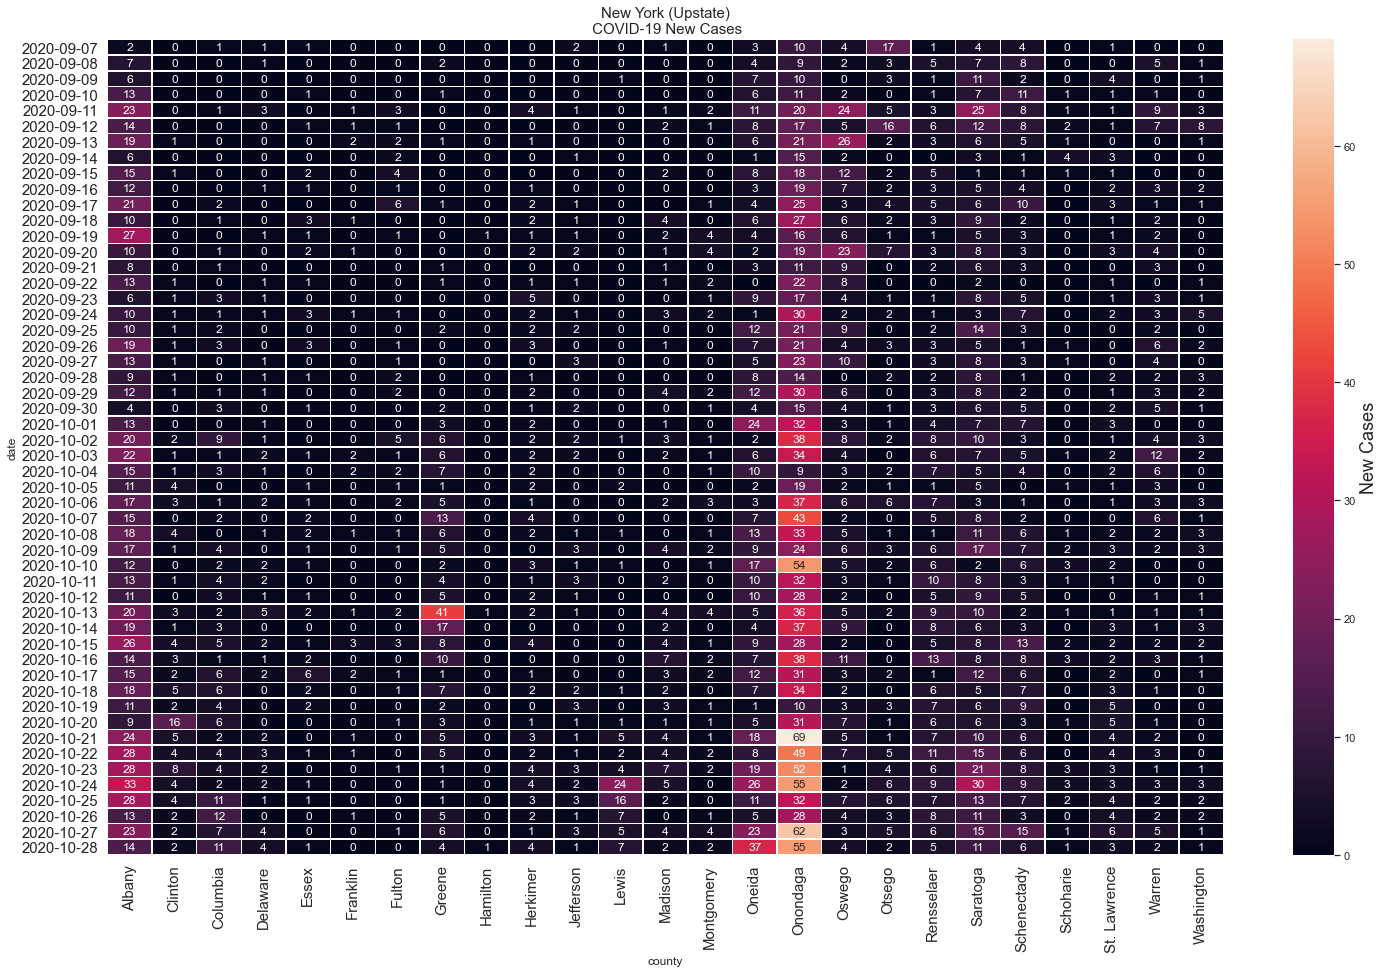 New York (Upstate)
COVID-19 New Cases
2020-09-07 2 0 1 1 1 0 0 0 0 0 2 0 1 0 3 10 4 17 1 4 4 0 1 0 0
2020-09-08 7 0 0 1 0 0 0 2 0 0 0 0 0 0 4 9 2 3 5 7 8 0 0 5 1
2020-09-09 6 0 0 0 0 0 0 0 0 0 0 1 0 0 7 10 0 3 1 11 2 0 4 0 1
2020-09-10 13 0 0 0 1 0 0 1 0 0 0 0 0 0 6 11 2 0 1 7 11 1 1 1 0
2020-09-11 23 0 1 3 0 1 3 0 0 4 1 0 1 2 11 20 24 5 3 25 8 1 1 9 3
2020-09-12 14 0 0 0 1 1 1 0 0 0 0 0 2 1 8 17 5 16 6 12 8 2 1 7 8
2020-09-13 19 1 0 0 0 2 2 1 0 1 0 0 0 0 6 21 26 2 3 6 5 1 0 0 1
2020-09-14 6 0 0 0 0 0 2 0 0 0 1 0 0 0 1 15 2 0 0 3 1 4 3 0 0
2020-09-15 15 1 0 0 2 0 4 0 0 0 0 0 2 0 8 18 12 2 5 1 1 1 1 0 0
2020-09-16 12 0 0 1 1 0 1 0 0 1 0 0 0 0 3 19 7 2 3 5 4 0 2 3 2
2020-09-17 21 0 2 0 0 0 6 1 0 2 1 0 0 1 4 25 3 4 5 6 10 0 3 1 1
2020-09-18 10 0 1 0 3 1 0 0 0 2 1 0 4 0 6 27 6 2 3 9 2 0 1 2 0
2020-09-19 27 0 0 1 1 0 1 0 1 1 1 0 2 4 4 16 6 1 1 5 3 0 1 2 0
2020-09-20 10 0 1 0 2 1 0 0 0 2 2 0 1 4 2 19 23 7 3 8 3 0 3 4 0
2020-09-21 8 0 1 0 0 0 0 1 0 0 0 0 1 0 3 11 9 0 2 6 3 0 0 3 0
2020-09-22 13 1 0 1 1 0 0 1 0 1 1 0 1 2 0 22 8 0 0 2 0 0 1 0 1
2020-09-23 6 1 3 1 0 0 0 0 0 5 0 0 0 1 9 17 4 1 1 8 5 0 1 3 1
2020-09-24 10 1 1 1 3 1 1 0 0 2 1 0 3 2 1 30 2 2 1 3 7 0 2 3 5
2020-09-25 10 1 2 0 0 0 0 2 0 2 2 0 0 0 12 21 9 0 2 14 3 0 0 2 0
2020-09-26 19 1 3 0 3 0 1 0 0 3 0 0 1 0 7 21 4 3 3 5 1 1 0 6 2
2020-09-27 13 1 0 1 0 0 1 0 0 0 3 0 0 0 5 23 10 0 3 8 3 1 0 4 0
2020-09-28 9 1 0 1 1 0 2 0 0 1 0 0 0 0 8 14 0 2 2 8 1 0 2 2 3
2020-09-29 12 1 1 1 0 0 2 0 0 2 0 0 4 2 12 30 6 0 3 8 2 0 1 3 2
2020-09-30 4 0 3 0 1 0 0 2 0 1 2 0 0 1 4 15 4 1 3 6 5 0 2 5 1
2020-10-01 13 0 0 1 0 0 0 3 0 2 0 0 1 0 24 32 3 1 4 7 7 0 3 0 0
2020-10-02 20 2 9 1 0 0 5 6 0 2 2 1 3 1 2 38 8 2 8 10 3 0 1 4 3
2020-10-03 22 1 1 2 1 2 1 6 0 2 2 0 2 1 6 34 4 0 6 7 5 1 2 12 2
2020-10-04 15 1 3 1 0 2 2 7 0 2 0 0 0 1 10 9 3 2 7 5 4 0 2 6 0
2020-10-05 11 4 0 0 1 0 1 1 0 2 0 2 0 0 2 19 2 1 1 5 0 1 1 3 0
2020-10-06 17 3 1 2 1 0 2 5 0 1 0 0 2 3 3 37 6 6 7 3 1 0 1 3 3
2020-10-07 15 0 2 0 2 0 0 13 0 4 0 0 0 0 7 43 2 0 5 8 2 0 0 6 1
2020-10-08 18 4 0 1 2 1 1 6 0 2 1 1 0 1 13 33 5 1 1 11 6 1 2 2 3
2020-10-09 17 1 4 0 1 0 1 5 0 0 3 0 4 2 9 24 6 3 6 17 7 2 3 2 3
2020-10-10 12 0 2 2 1 0 0 2 0 3 1 1 0 1 17 54 5 2 6 2 6 3 2 0 0
2020-10-11 13 1 4 2 0 0 0 4 0 1 3 0 2 0 10 32 3 1 10 8 3 1 1 0 0
2020-10-12 11 0 3 1 1 0 0 5 0 2 1 0 0 0 10 28 2 0 5 9 5 0 0 1 1
2020-10-13 20 3 2 5 2 1 2 41 1 2 1 0 4 4 5 36 5 2 9 10 2 1 1 1 1
2020-10-14 19 1 3 0 0 0 0 17 0 0 0 0 2 0 4 37 9 0 8 6 3 0 3 1 3
2020-10-15 26 4 5 2 1 3 3 8 0 4 0 0 4 1 9 28 2 0 5 8 13 2 2 2 2
2020-10-16 14 3 1 1 2 0 0 10 0 0 0 0 7 2 7 38 11 0 13 8 8 3 2 3 1
2020-10-17 15 2 6 2 6 2 1 1 0 1 0 0 3 2 12 31 3 2 1 12 6 0 2 0 1
2020-10-18 18 5 6 0 2 0 1 7 0 2 2 1 2 0 7 34 2 0 6 5 7 0 3 1 0
2020-10-19 11 2 4 0 2 0 0 2 0 0 3 0 3 1 1 10 3 3 7 6 9 0 5 0 0
2020-10-20 9 16 6 0 0 0 1 3 0 1 1 1 1 1 5 31 7 1 6 6 3 1 5 1 0
2020-10-21 24 5 2 2 0 1 0 5 0 3 1 5 4 1 18 69 5 1 7 10 6 0 4 2 0
2020-10-22 28 4 4 3 1 1 0 5 0 2 1 2 4 2 8 49 7 5 11 15 6 0 4 3 0
2020-10-23 28 8 4 2 0 0 1 1 0 4 3 4 7 2 19 52 1 4 6 21 8 3 3 1 1
2020-10-24 33 4 2 2 1 0 0 1 0 4 2 24 5 0 26 55 2 6 9 30 9 3 3 3 3
2020-10-25 28 4 11 1 1 0 0 1 0 3 3 16 2 0 11 32 7 6 7 13 7 2 4 2 2
2020-10-26 13 2 12 0 0 1 0 5 0 2 1 7 0 1 5 28 4 3 8 11 3 0 4 2 2
2020-10-27 23 2 7 4 0 0 1 6 0 1 3 5 4 4 23 62 3 5 6 15 15 1 6 5 1
2020-10-28 14 2 11 4 1 0 0 4 1 4 1 7 2 2 37 55 4 2 5 11 6 1 3 2 1
date
Albany Clinton Columbia Delaware Essex Franklin Fulton Greene Hamilton Herkimer Jefferson Lewis Madison Montgomery Oneida Onondaga Oswego Otsego Rensselaer Saratoga Schenectady Schoharie St. Lawrence Warren Washington
county
60
50
40
30
20
10
0
New Cases